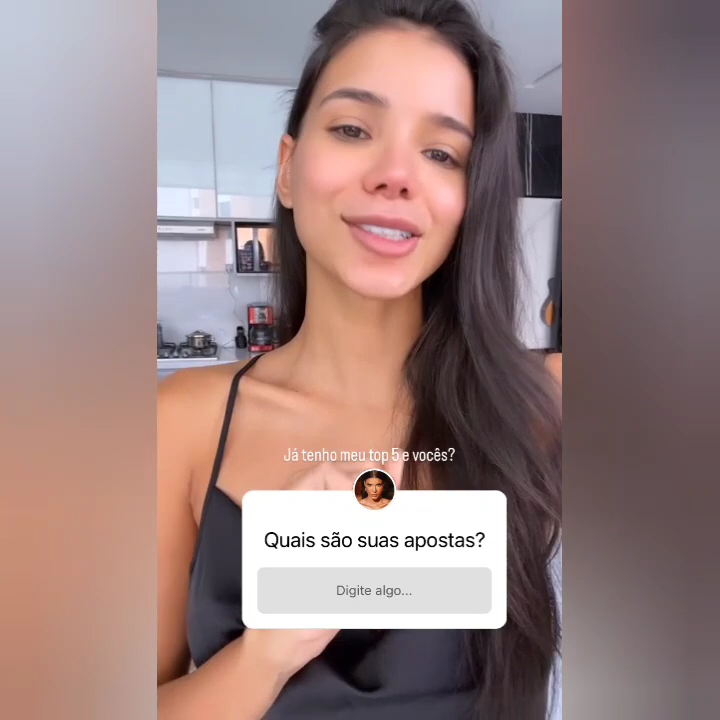 Já tenho meu top 5 e vocês?
Quais são suas apostas?
Digite algo...